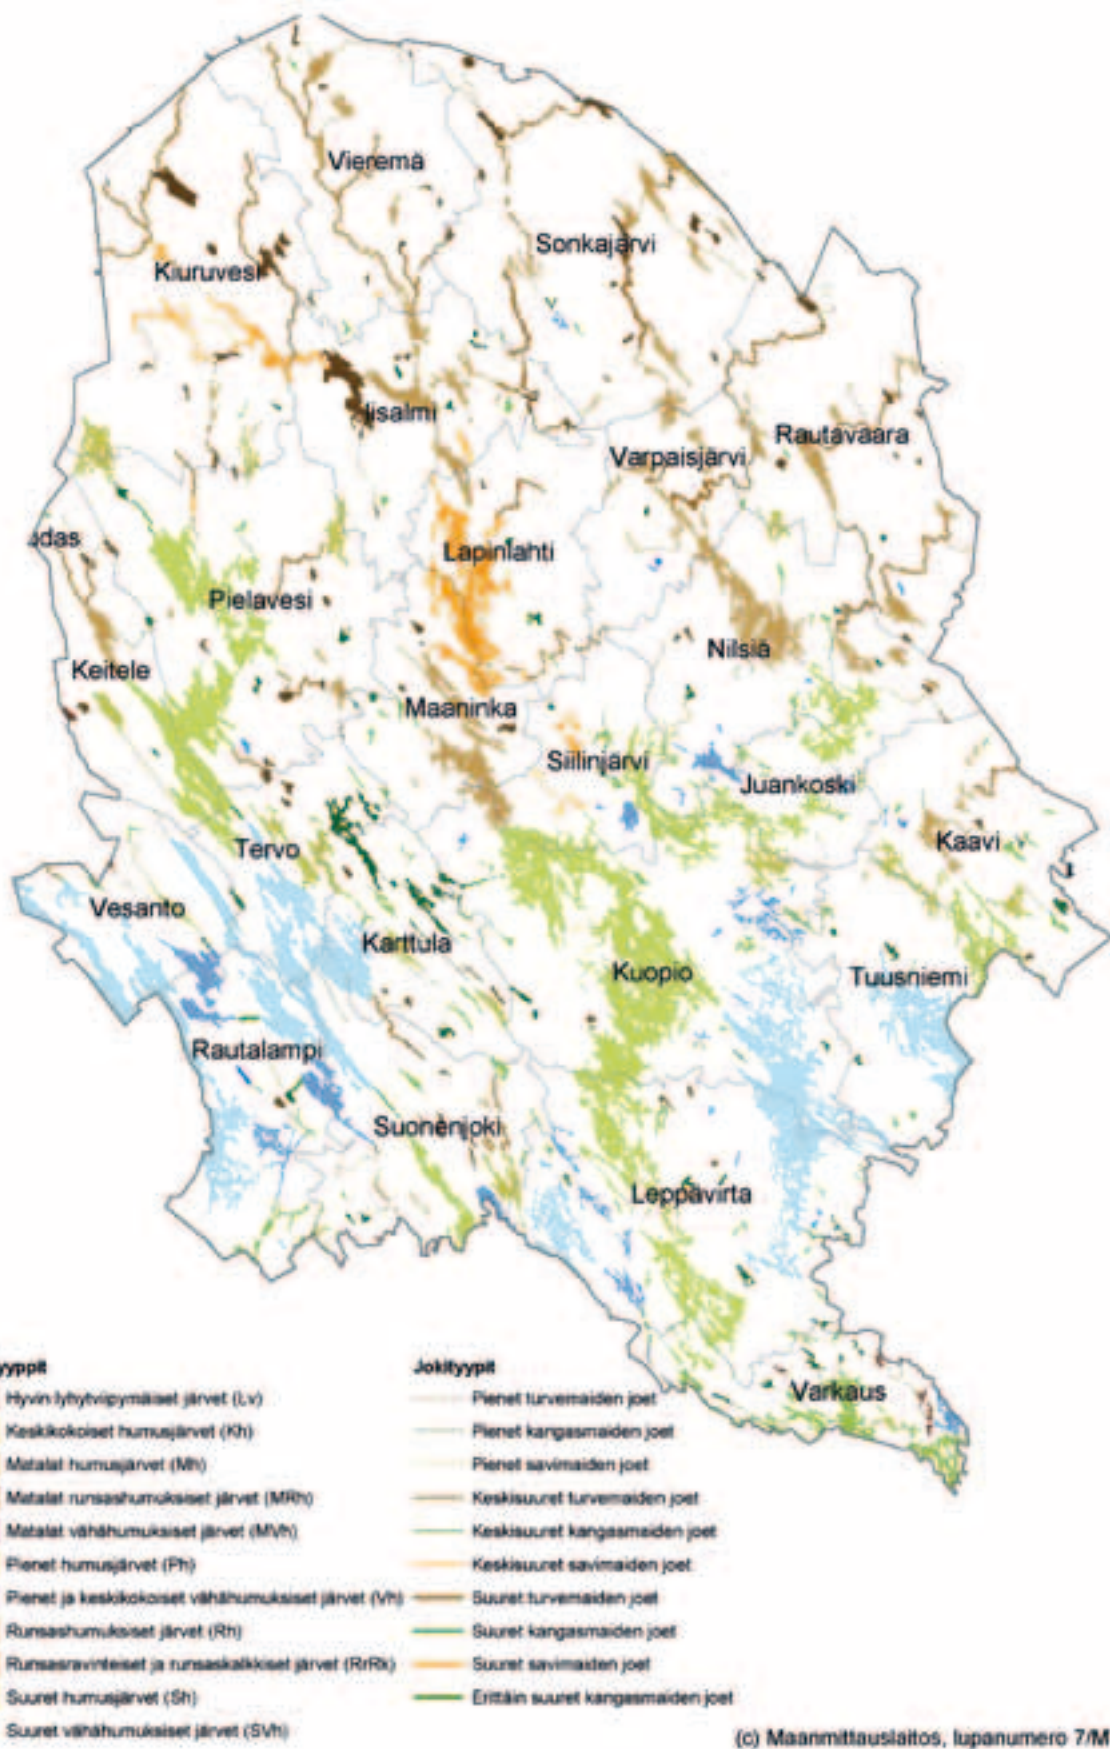 Vieremä
Sonkajärvi
Kiuruvesi
Iisalmi
Rautavaara
Varpaisjärvi
Lapinlahti
Pielavesi
Nilsiä
Keitele
Maaninka
Siilinjärvi
Juankoski
Kaavi
Tervo
Vesanto
Karttula
Kuopio
Tuusniemi
Rautalampi
Suonenjoki
Leppävirta
Varkaus
yyppit
Hyvin lyhytviipymäiset järvet (Lv)
Keskikokoiset humusjärvet (Kh)
Matalat humusjärvet (Mh)
Matalat runsashumuksiset järvet (MRh)
Matalat vähähumuksiset järvet (MVh)
Pienet humusjärvet (Ph)
Pienet ja keskikokoiset vähähumuksiset järvet (Vh)
Runsashumuksiset järvet (Rh)
Runsasravinteiset ja runsaskalkkiset järvet (RrRk)
Suuret humusjärvet (Sh)
Suuret vähähumuksiset järvet (SVh)
Jokityypit
Pienet turvemaiden joet
Pienet kangasmaiden joet
Pienet savimaiden joet
Keskisuuret turvemaiden joet
Keskisuuret kangasmaiden joet
Keskisuuret savimaiden joet
Suuret turvemaiden joet
Suuret kangasmaiden joet
Suuret savimaiden joet
Erittäin suuret kangasmaiden joet
(c) Maanmittauslaitos, lupanumero 7/M